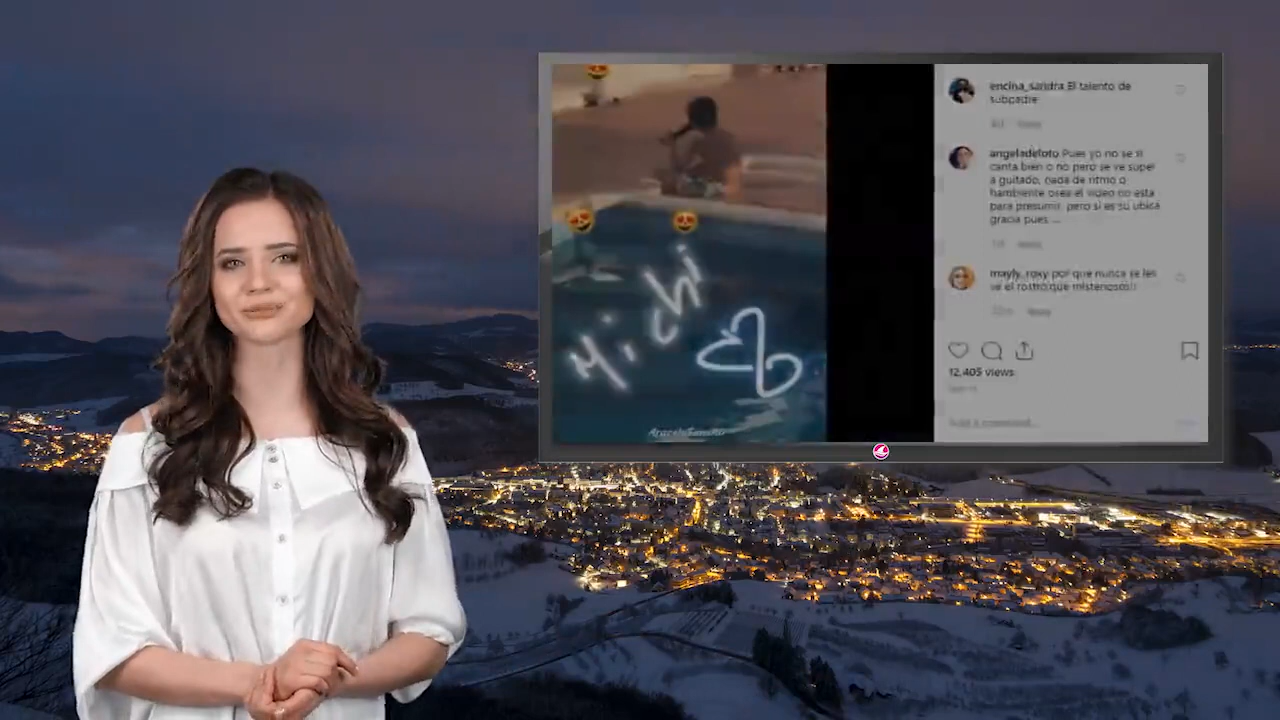 Michi
encina_sandra El talento de
subpadre
angeladeloto Pues yo no se si
canta bien o no pero se ve super
a guitado, nada de ritmo o
hambiente osea el video no esta
para presumir pero si es su ubica
gracia pues ...
mayly_roxy por que nunca se les
ve el rostro que misteriosos!!
12,405 views